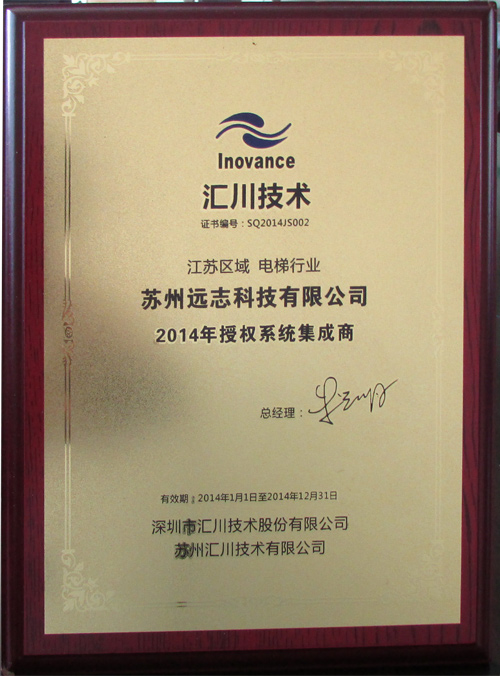 Inovance
汇川技术
证书编号：SQ2014JS002
江苏区域 电梯行业
苏州远志科技有限公司
2014年授权系统集成商
总经理：
有效期：2014年1月1日至2014年12月31日
深圳市汇川技术股份有限公司
苏州汇川技术有限公司